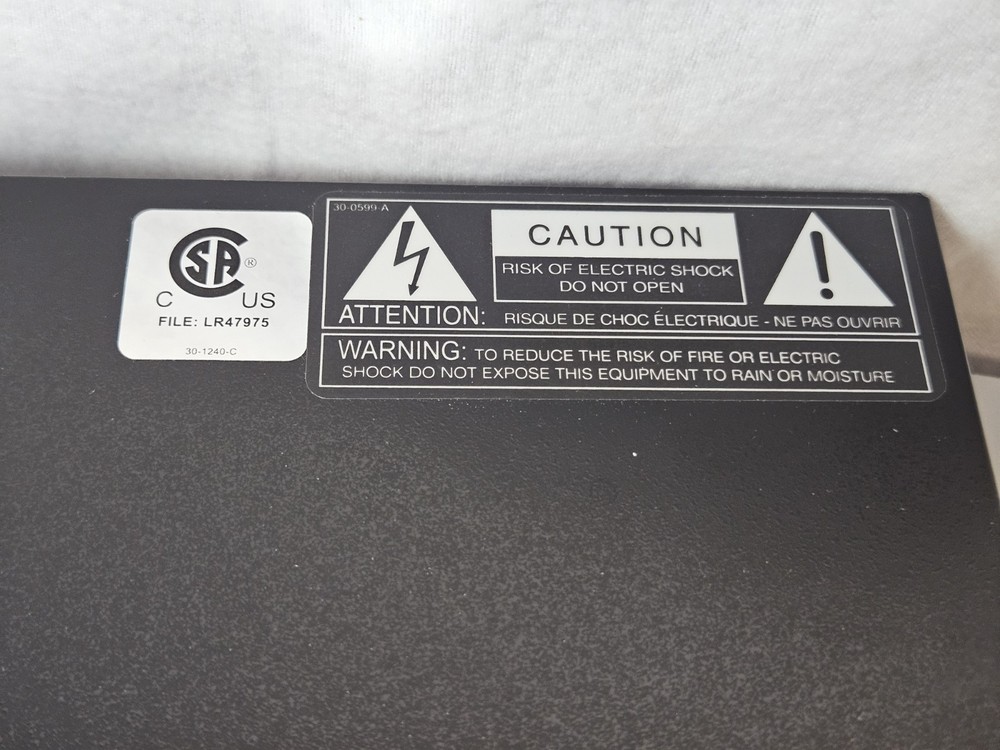 CSA®
C US
FILE: LR47975
30-1240-C
30-0599-A
CAUTION
RISK OF ELECTRIC SHOCK
DO NOT OPEN
ATTENTION: RISQUE DE CHOC ÉLECTRIQUE - NE PAS OUVRIR
WARNING: TO REDUCE THE RISK OF FIRE OR ELECTRIC
SHOCK DO NOT EXPOSE THIS EQUIPMENT TO RAIN OR MOISTURE